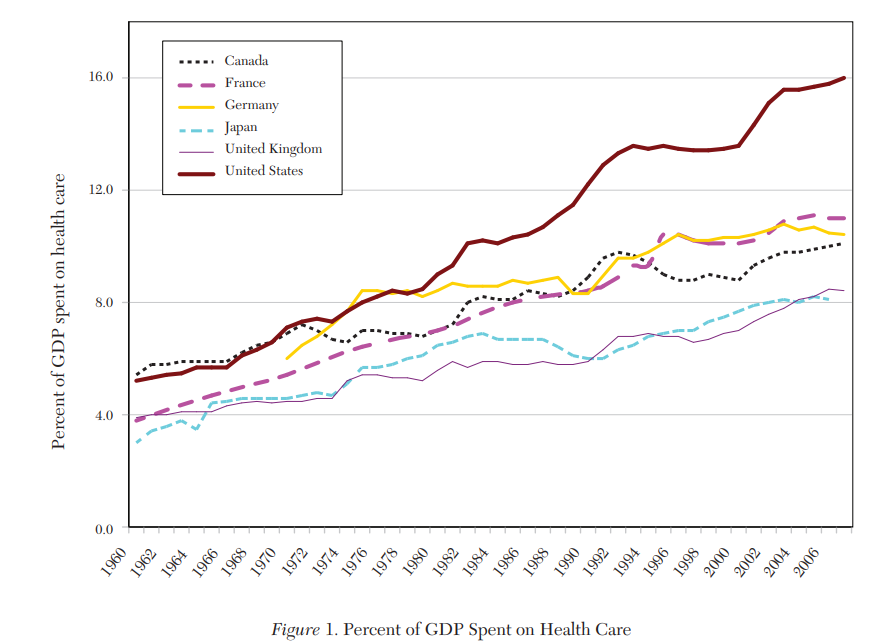 Canada
France
Germany
Japan
United Kingdom
United States
Percent of GDP spent on health care
16.0
12.0
8.0
4.0
0.0
1960 1962 1964 1966 1968 1970 1972 1974 1976 1978 1980 1982 1984 1986 1988 1990 1992 1994 1996 1998 2000 2002 2004 2006
Figure 1. Percent of GDP Spent on Health Care